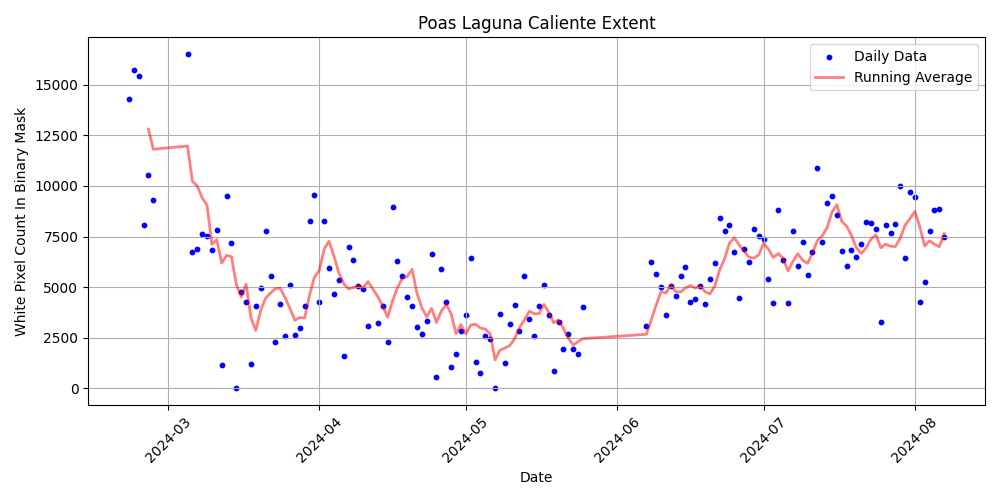 Poas Laguna Caliente Extent
Daily Data
Running Average
White Pixel Count In Binary Mask
15000
12500
10000
7500
5000
2500
0
2024-03
2024-04
2024-05
2024-06
2024-07
2024-08
Date